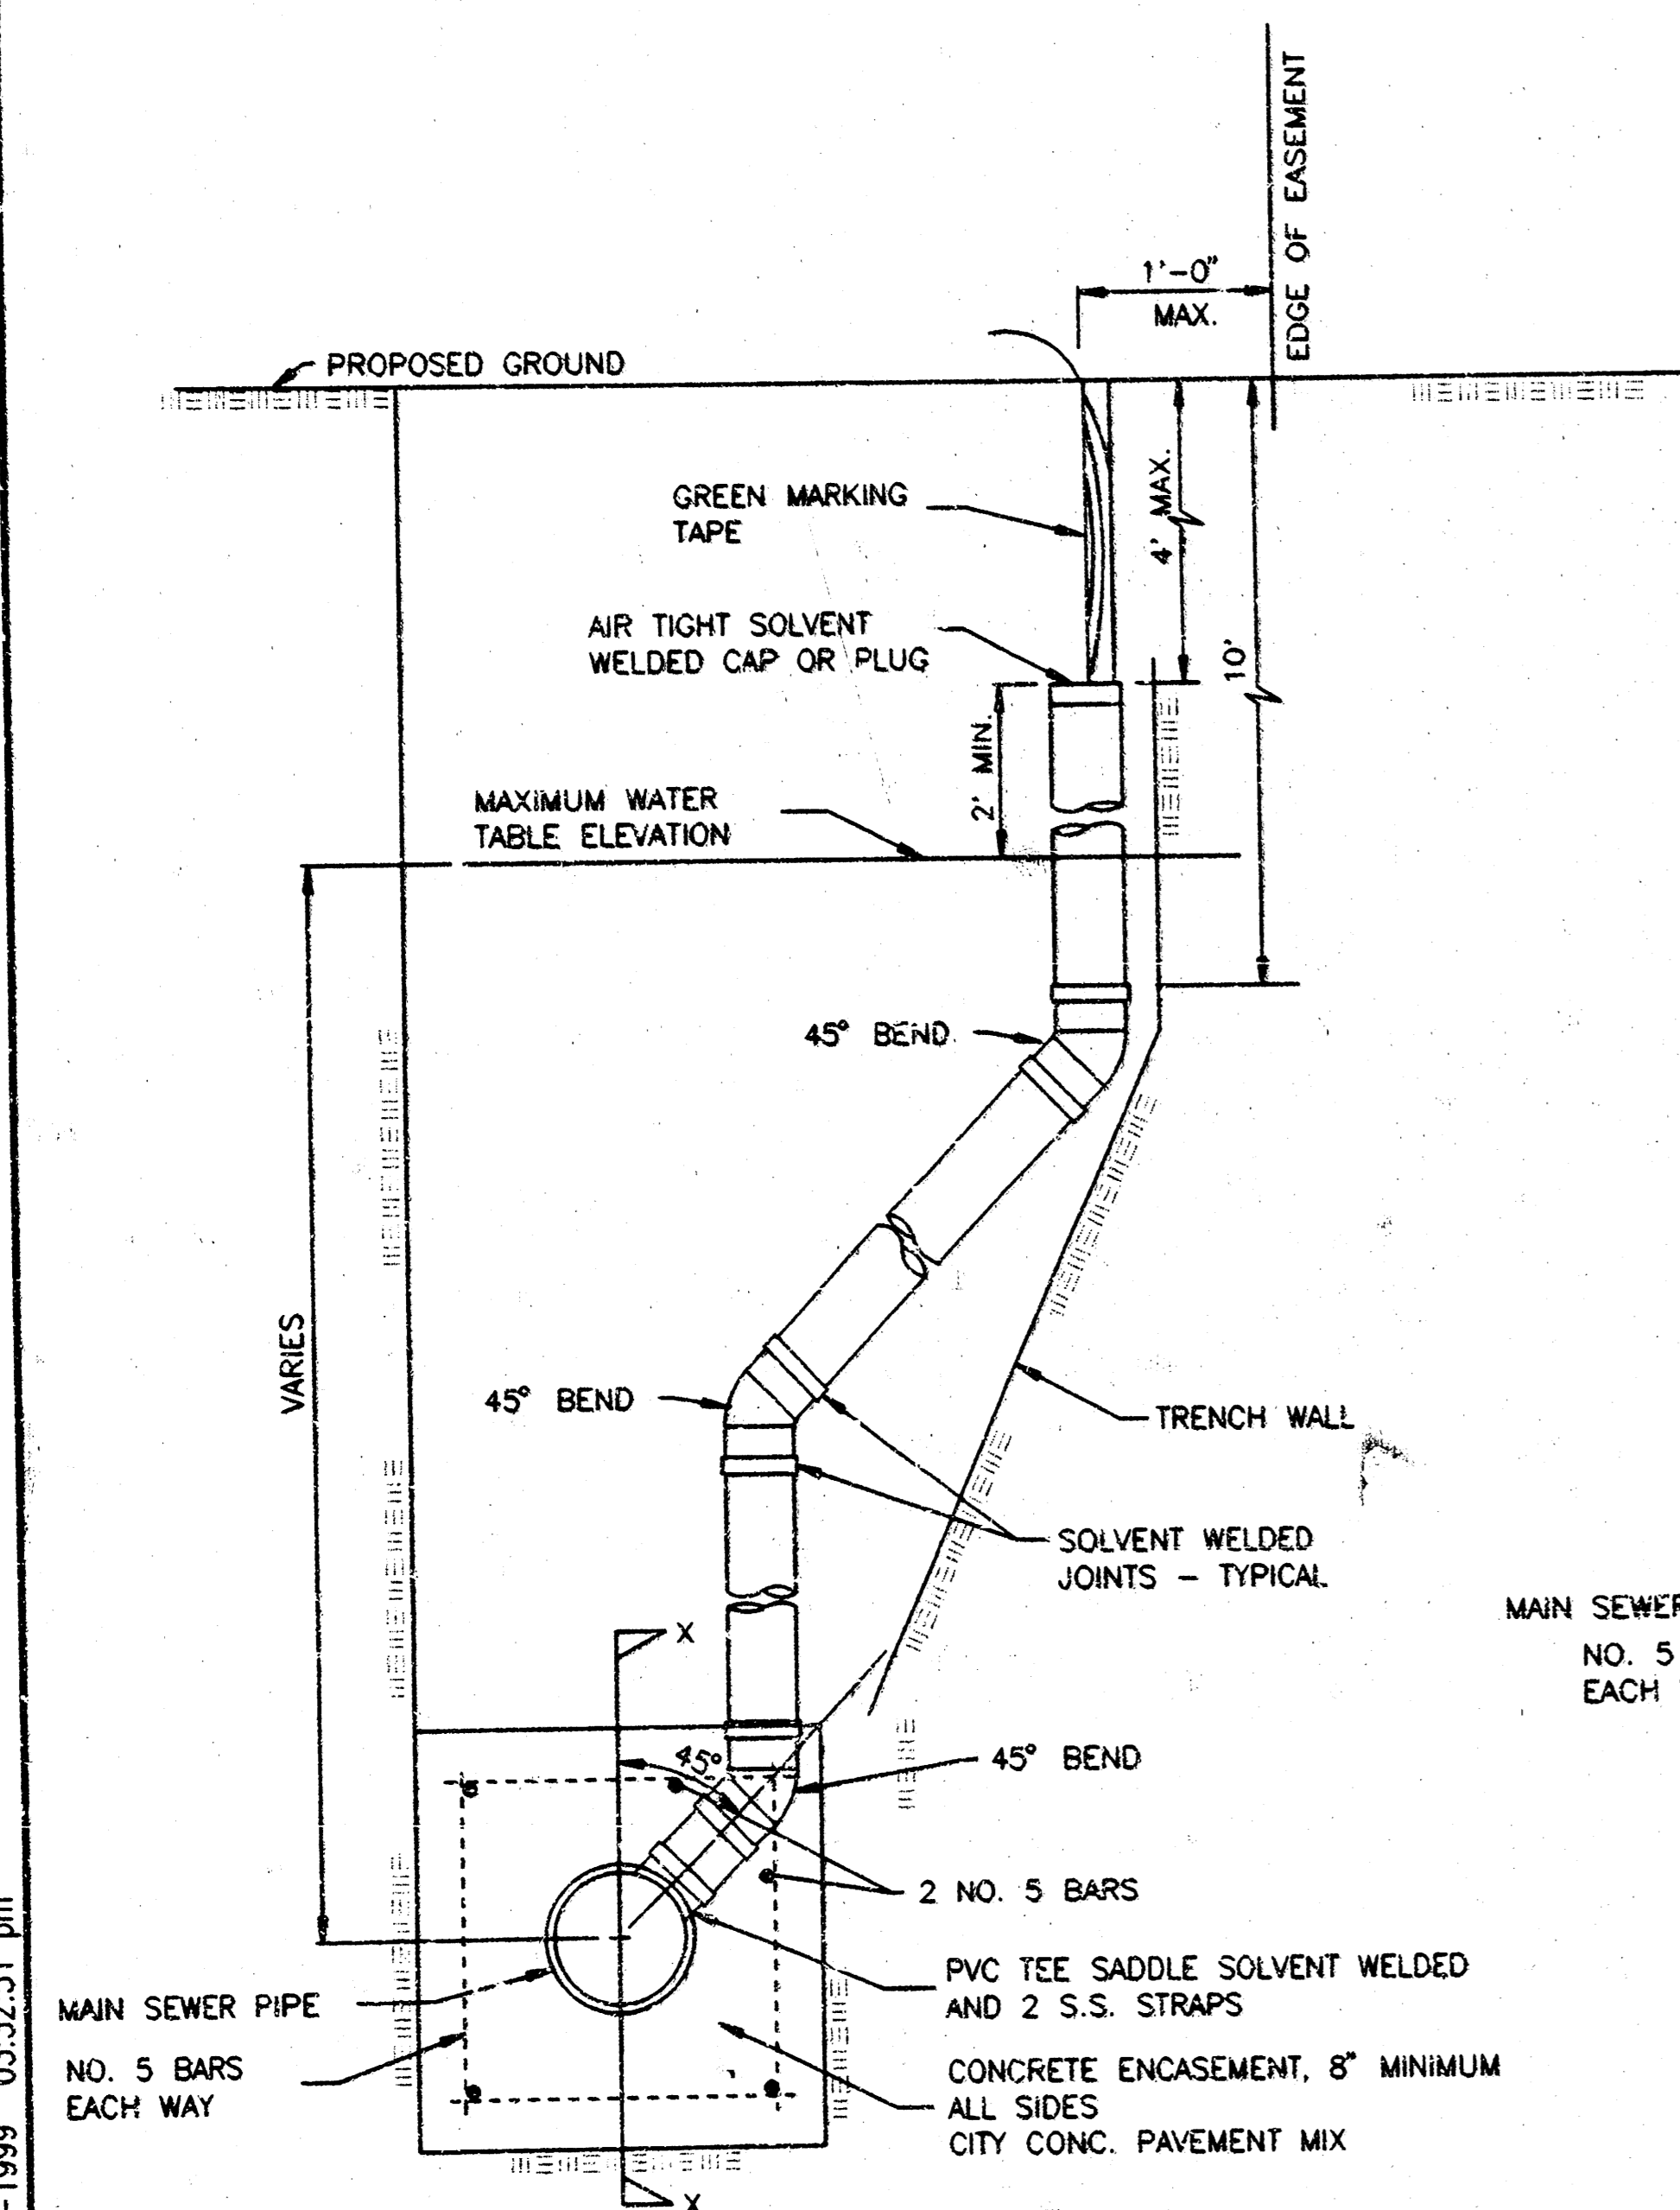 EDGE OF EASEMENT
1'-0"
MAX.
PROPOSED GROUND
GREEN MARKING
TAPE
4' MAX.
AIR TIGHT SOLVENT
WELDED CAP OR PLUG
10'
2' MIN.
MAXIMUM WATER
TABLE ELEVATION
45° BEND
VARIES
45° BEND
TRENCH WALL
SOLVENT WELDED
JOINTS – TYPICAL
MAIN SEWER
NO. 5
EACH
X
45°
45° BEND
2 NO. 5 BARS
PVC TEE SADDLE SOLVENT WELDED
AND 2 S.S. STRAPS
MAIN SEWER PIPE
NO. 5 BARS
EACH WAY
CONCRETE ENCASEMENT, 8" MINIMUM
ALL SIDES
CITY CONC. PAVEMENT MIX
X
-1999
pm